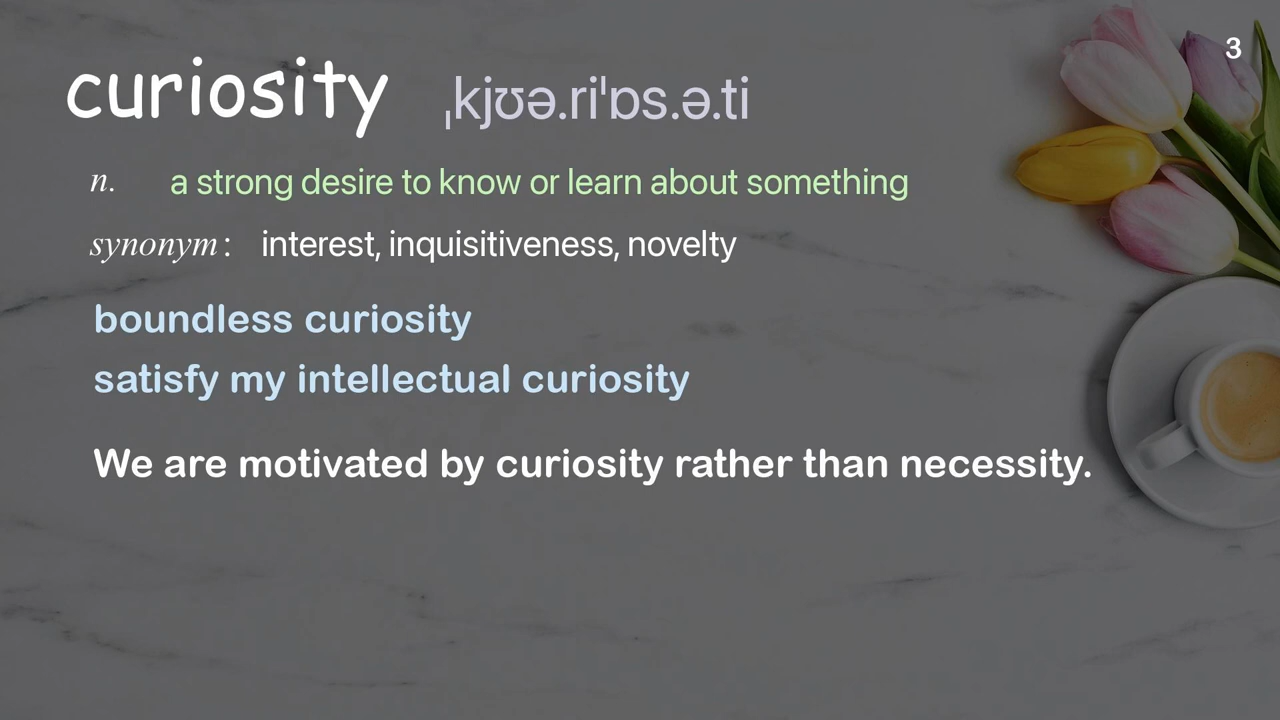 3
curiosity ˌkjʊə.riˈɒs.ə.ti
n. a strong desire to know or learn about something
synonym: interest, inquisitiveness, novelty
boundless curiosity
satisfy my intellectual curiosity
We are motivated by curiosity rather than necessity.